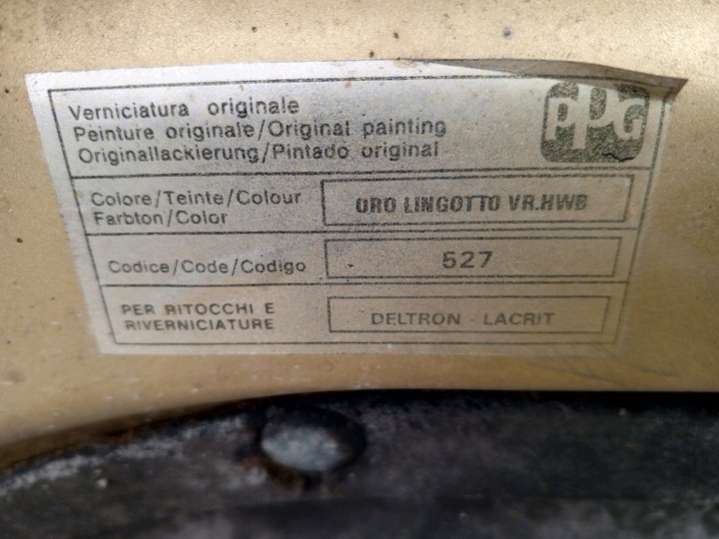 Verniciatura originale
Peinture originale/Original painting
Originallackierung/Pintado original
PPG
Colore/Teinte/Colour
Farbton/Color
ORO LINGOTTO VR.HWB
Codice/Code/Codigo
527
PER RITOCCHI E
RIVERNICIATURE
DELTRON - LACRIT